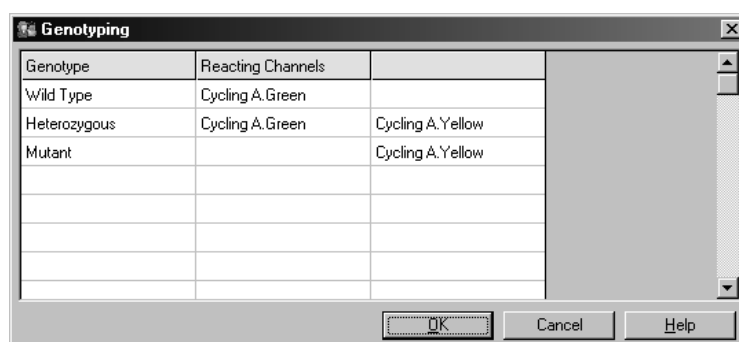 Genotyping
Genotype Reacting Channels
Wild Type Cycling A.Green
Heterozygous Cycling A.Green Cycling A.Yellow
Mutant Cycling A.Yellow
OK Cancel Help